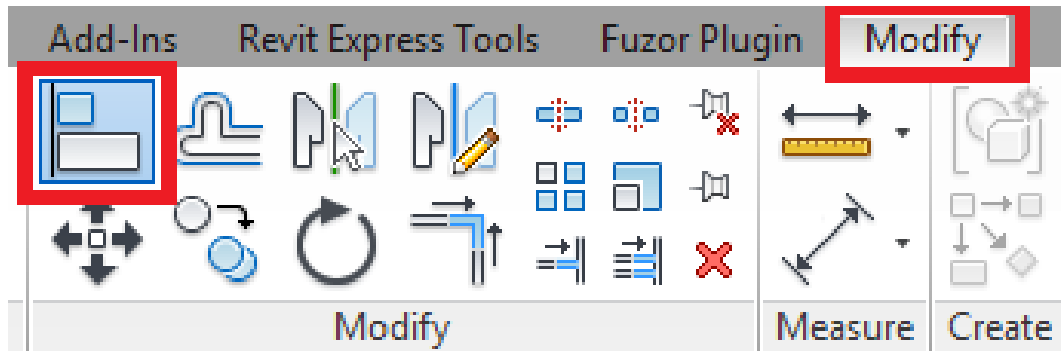 Add-Ins Revit Express Tools Fuzor Plugin Modify
Modify Measure Create